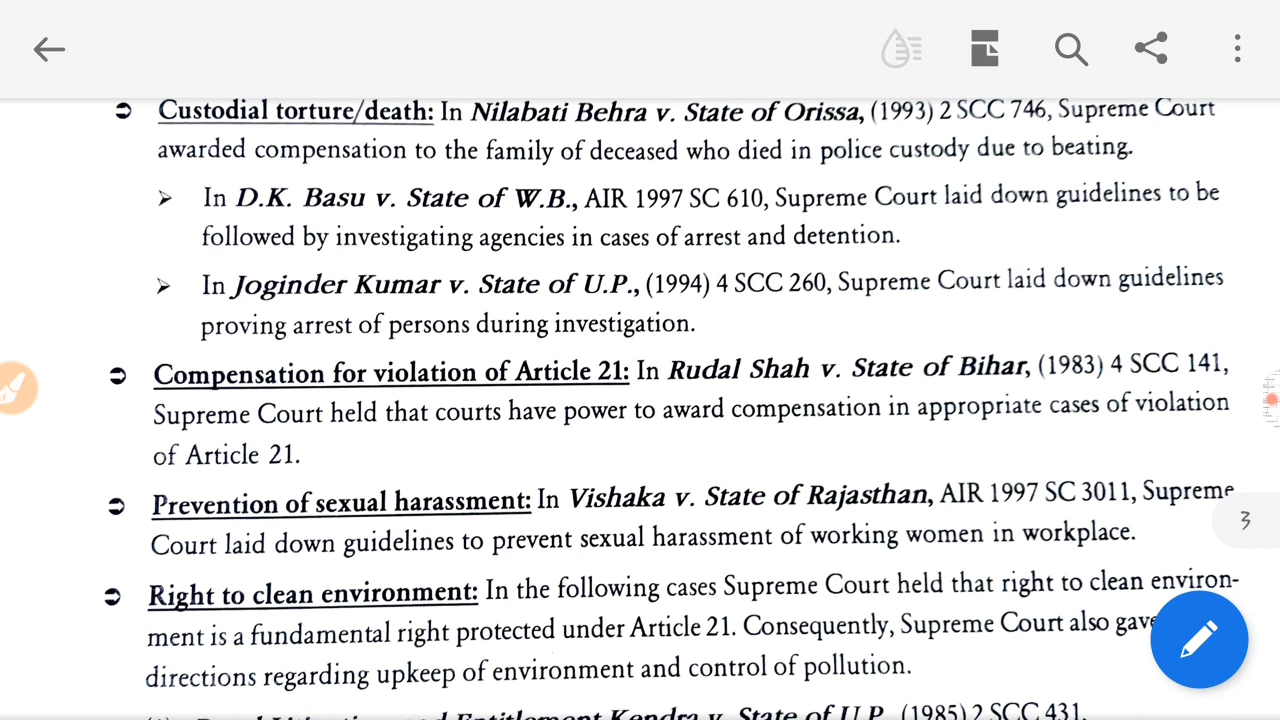 Custodial torture/death: In Nilabati Behra v. State of Orissa, (1993) 2 SCC 746, Supreme Court
awarded compensation to the family of deceased who died in police custody due to beating.
In D.K. Basu v. State of W.B., AIR 1997 SC 610, Supreme Court laid down guidelines to be
followed by investigating agencies in cases of arrest and detention.
In Joginder Kumar v. State of U.P., (1994) 4 SCC 260, Supreme Court laid down guidelines
proving arrest of persons during investigation.
Compensation for violation of Article 21: In Rudal Shah v. State of Bihar, (1983) 4 SCC 141,
Supreme Court held that courts have power to award compensation in appropriate cases of violation
of Article 21.
Prevention of sexual harassment: In Vishaka v. State of Rajasthan, AIR 1997 SC 3011, Supreme
Court laid down guidelines to prevent sexual harassment of working women in workplace.
3
Right to clean environment: In the following cases Supreme Court held that right to clean environ-
ment is a fundamental right protected under Article 21. Consequently, Supreme Court also gave
directions regarding upkeep of environment and control of pollution.
Entitlement Kendra v. State of U.P., (1985) 2 SCC 431.